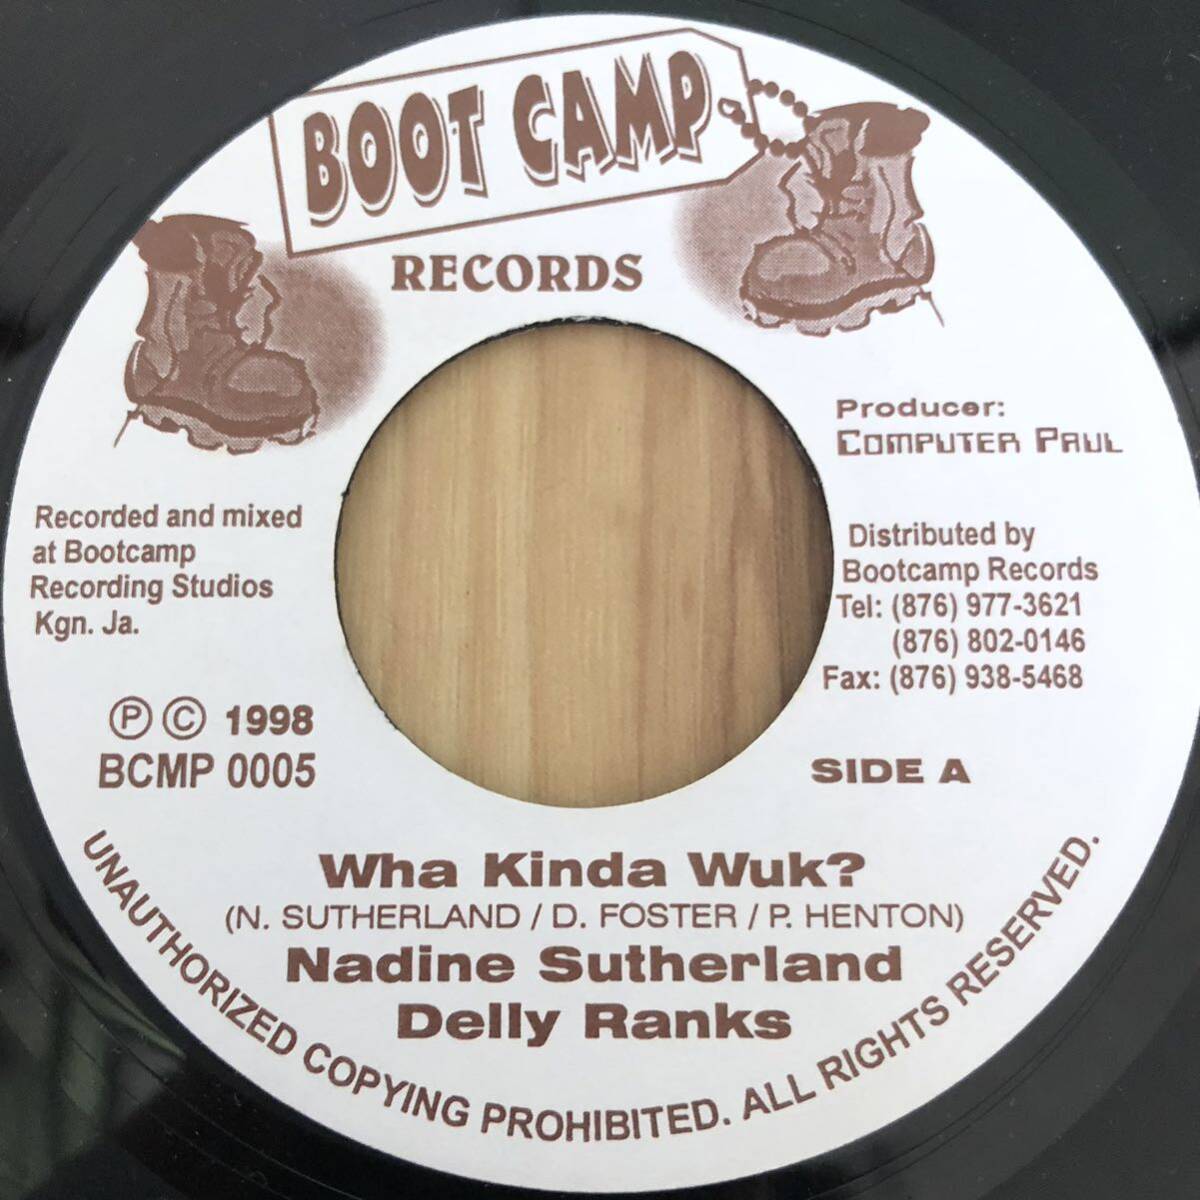 BOOT CAMP
RECORDS
Producer:
COMPUTER PAUL
Recorded and mixed
at Bootcamp
Recording Studios
Kgn. Ja.
Distributed by
Bootcamp Records
Tel: (876) 977-3621
(876) 802-0146
Fax: (876) 938-5468
Ⓟ © 1998
BCMP 0005
SIDE A
Wha Kinda Wuk?
(N. SUTHERLAND / D. FOSTER / P. HENTON)
Nadine Sutherland
Delly Ranks
UNAUTHORIZED COPYING PROHIBITED. ALL RIGHTS RESERVED.